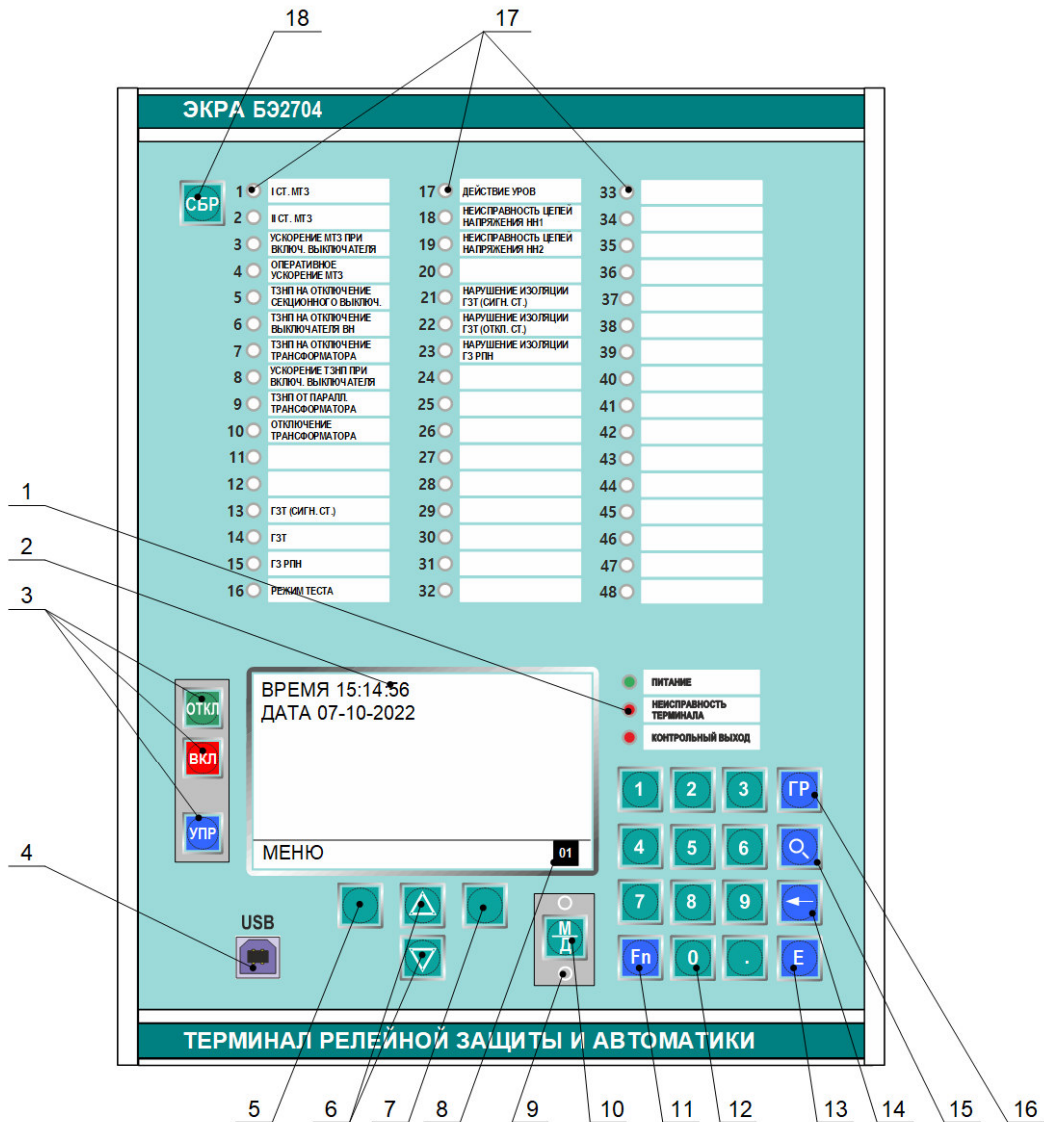 18
17
ЭКРА БЭ2704
СБР
1 I СТ. МТЗ
2 II СТ. МТЗ
3 УСКОРЕНИЕ МТЗ ПРИ
ВКЛЮЧ. ВЫКЛЮЧАТЕЛЯ
4 ОПЕРАТИВНОЕ
УСКОРЕНИЕ МТЗ
5 ТЗНП НА ОТКЛЮЧЕНИЕ
СЕКЦИОННОГО ВЫКЛЮЧ.
6 ТЗНП НА ОТКЛЮЧЕНИЕ
ВЫКЛЮЧАТЕЛЯ ВН
7 ТЗНП НА ОТКЛЮЧЕНИЕ
ТРАНСФОРМАТОРА
8 УСКОРЕНИЕ ТЗНП ПРИ
ВКЛЮЧ. ВЫКЛЮЧАТЕЛЯ
9 ТЗНП ОТ ПАРАЛЛ.
ТРАНСФОРМАТОРА
10 ОТКЛЮЧЕНИЕ
ТРАНСФОРМАТОРА
11
12
13 ГЗТ (СИГН. СТ.)
14 ГЗТ
15 ГЗ РПН
16 РЕЖИМ ТЕСТА
17 ДЕЙСТВИЕ УРОВ
18 НЕИСПРАВНОСТЬ ЦЕПЕЙ
НАПРЯЖЕНИЯ НН1
19 НЕИСПРАВНОСТЬ ЦЕПЕЙ
НАПРЯЖЕНИЯ НН2
20
21 НАРУШЕНИЕ ИЗОЛЯЦИИ
ГЗТ (СИГН. СТ.)
22 НАРУШЕНИЕ ИЗОЛЯЦИИ
ГЗТ (ОТКЛ. СТ.)
23 НАРУШЕНИЕ ИЗОЛЯЦИИ
ГЗ РПН
24
25
26
27
28
29
30
31
32
33
34
35
36
37
38
39
40
41
42
43
44
45
46
47
48
1
2
3
4
ОТКЛ
ВКЛ
УПР
ВРЕМЯ 15:14:56
ДАТА 07-10-2022
МЕНЮ 01
ПИТАНИЕ
НЕИСПРАВНОСТЬ
ТЕРМИНАЛА
КОНТРОЛЬНЫЙ ВЫХОД
1 2 3 ГР
4 5 6
7 8 9
Fn 0 . E
USB
М
Д
ТЕРМИНАЛ РЕЛЕЙНОЙ ЗАЩИТЫ И АВТОМАТИКИ
5 6 7 8 9 10 11 12 13 14 15 16